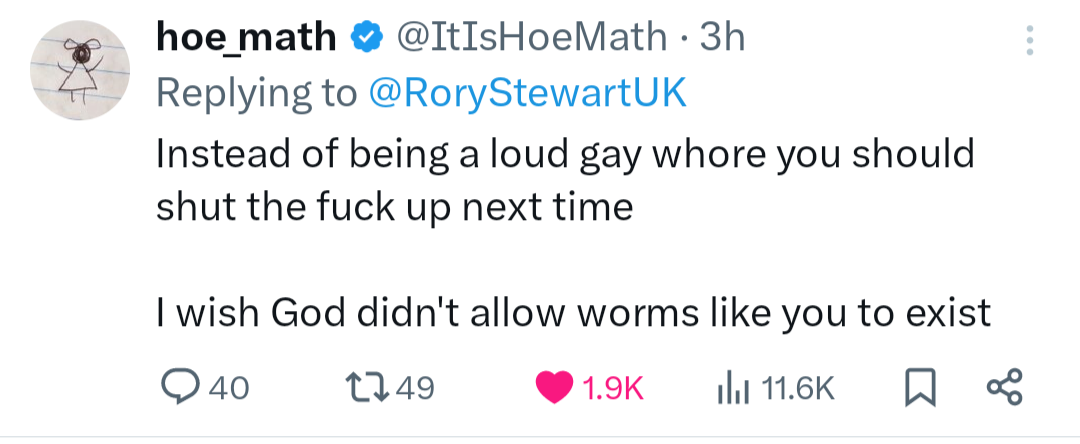 hoe_math @ItIsHoeMath · 3h
Replying to @RoryStewartUK
Instead of being a loud gay whore you should
shut the fuck up next time
I wish God didn't allow worms like you to exist
40 49 1.9K 11.6K